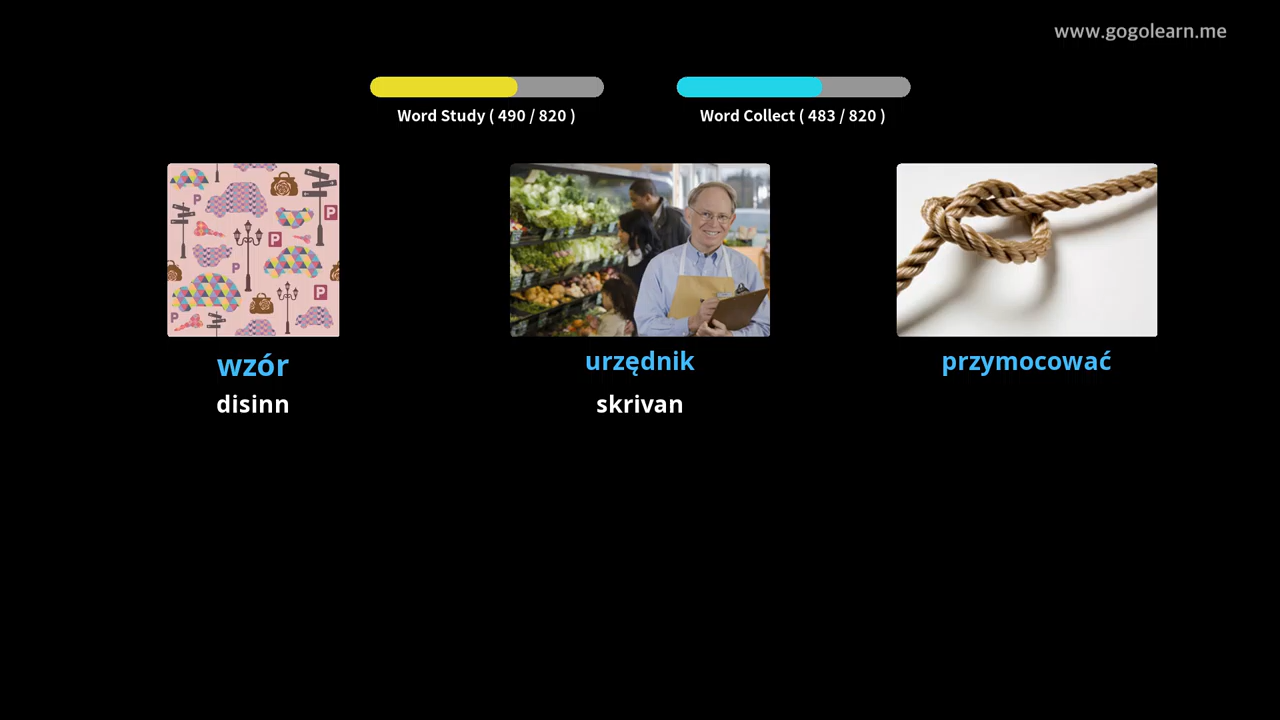 www.gogolearn.me
Word Study ( 490 / 820 )
Word Collect ( 483 / 820 )
P
P
P
P
P
P
wzór
urzędnik
przymocować
disinn
skrivan